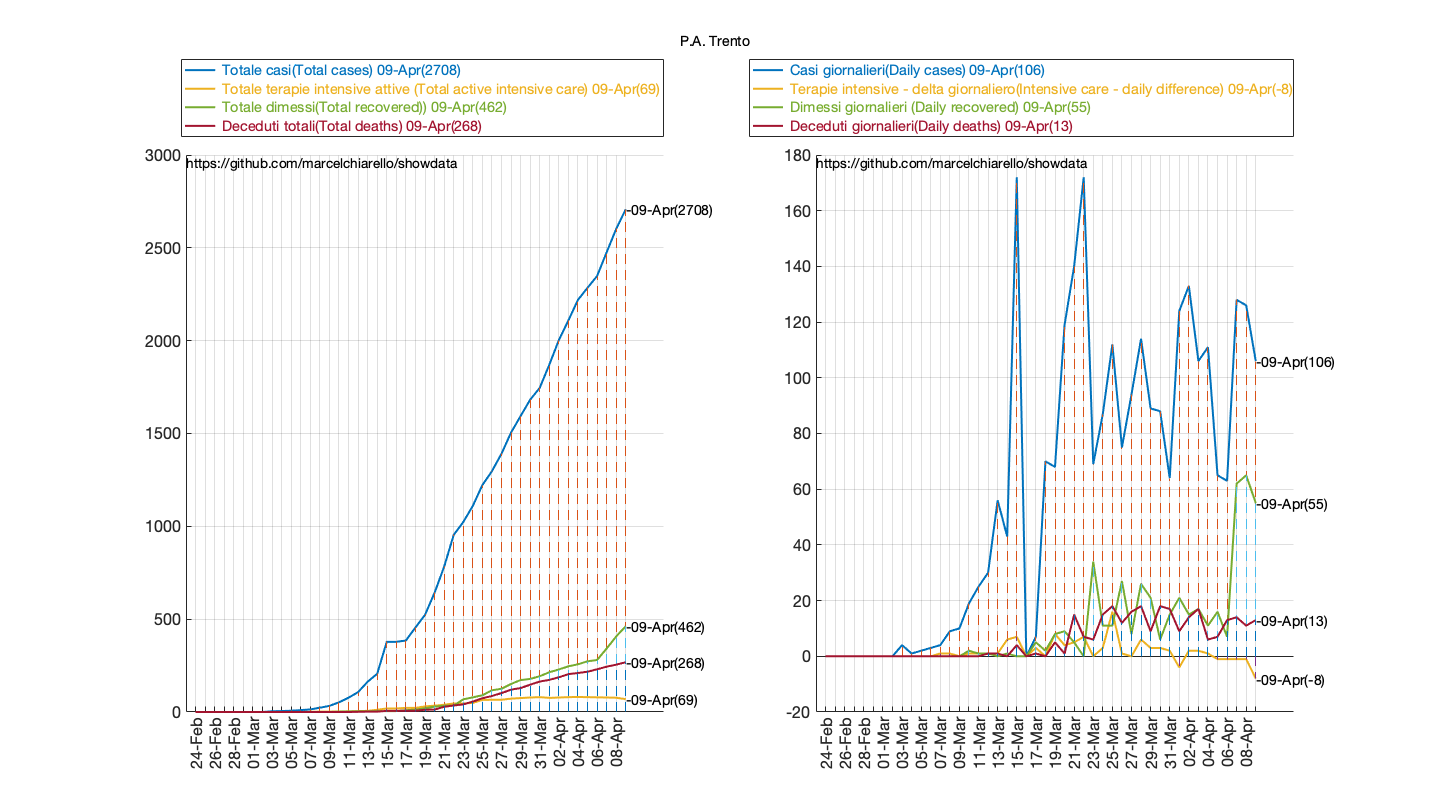 P.A. Trento
Totale casi(Total cases) 09-Apr(2708)
Totale terapie intensive attive (Total active intensive care) 09-Apr(69)
Totale dimessi(Total recovered)) 09-Apr(462)
Deceduti totali(Total deaths) 09-Apr(268)
https://github.com/marcelchiarello/showdata
3000
2500
2000
1500
1000
500
0
-09-Apr(2708)
-09-Apr(462)
-09-Apr(268)
-09-Apr(69)
24-Feb
26-Feb
28-Feb
01-Mar
03-Mar
05-Mar
07-Mar
09-Mar
11-Mar
13-Mar
15-Mar
17-Mar
19-Mar
21-Mar
23-Mar
25-Mar
27-Mar
29-Mar
31-Mar
02-Apr
04-Apr
06-Apr
08-Apr
Casi giornalieri(Daily cases) 09-Apr(106)
Terapie intensive - delta giornaliero(Intensive care - daily difference) 09-Apr(-8)
Dimessi giornalieri (Daily recovered) 09-Apr(55)
Deceduti giornalieri(Daily deaths) 09-Apr(13)
https://github.com/marcelchiarello/showdata
180
160
140
120
100
80
60
40
20
0
-20
-09-Apr(106)
-09-Apr(55)
-09-Apr(13)
-09-Apr(-8)
24-Feb
26-Feb
28-Feb
01-Mar
03-Mar
05-Mar
07-Mar
09-Mar
11-Mar
13-Mar
15-Mar
17-Mar
19-Mar
21-Mar
23-Mar
25-Mar
27-Mar
29-Mar
31-Mar
02-Apr
04-Apr
06-Apr
08-Apr